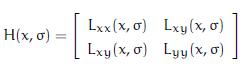 H(x, σ) = [ Lxx(x, σ) Lxy(x, σ)
Lxy(x, σ) Lyy(x, σ) ]